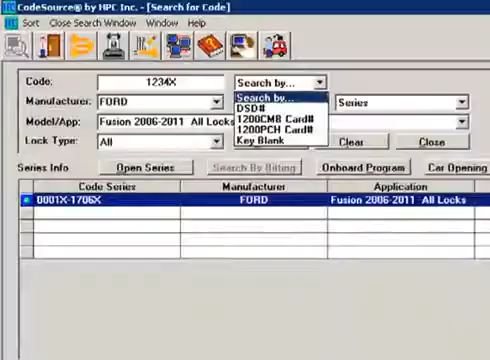 CodeSource® by HPC Inc. - [Search for Code]
HPC Sort Close Search Window Window Help
Code: 1234X Search by...
Search by...
Manufacturer: FORD DSD# Series
1200CMB Card#
Model/App: Fusion 2006-2011 All Locks 1200PCH Card#
Lock Type: All Key Blank Clear Close
Series Info Open Series Search By Bitting Onboard Program Car Opening
Code Series Manufacturer Application
0001X-1706X FORD Fusion 2006-2011 All Locks